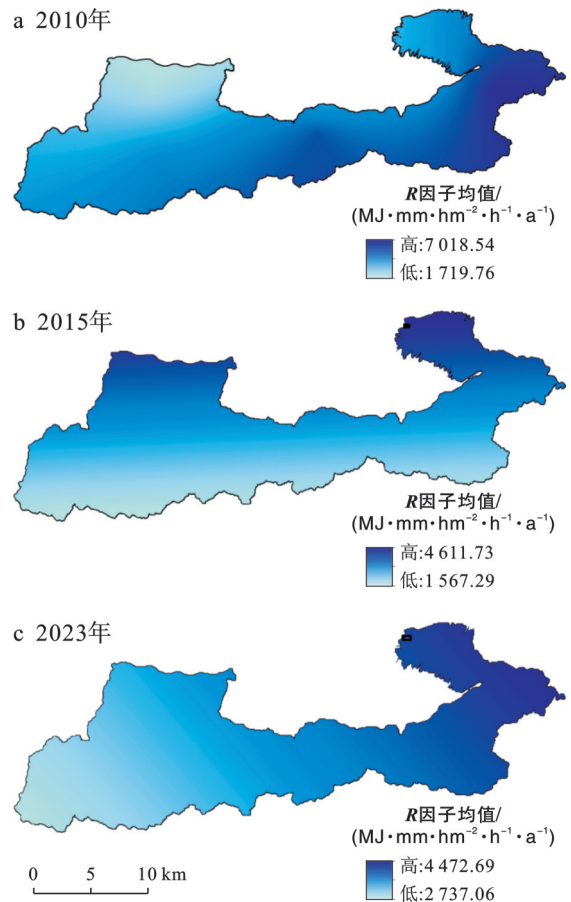 a 2010年
R因子均值/
(MJ·mm·hm⁻²·h⁻¹·a⁻¹)
高:7 018.54
低:1 719.76
b 2015年
R因子均值/
(MJ·mm·hm⁻²·h⁻¹·a⁻¹)
高:4 611.73
低:1 567.29
c 2023年
R因子均值/
(MJ·mm·hm⁻²·h⁻¹·a⁻¹)
高:4 472.69
低:2 737.06
0 5 10 km